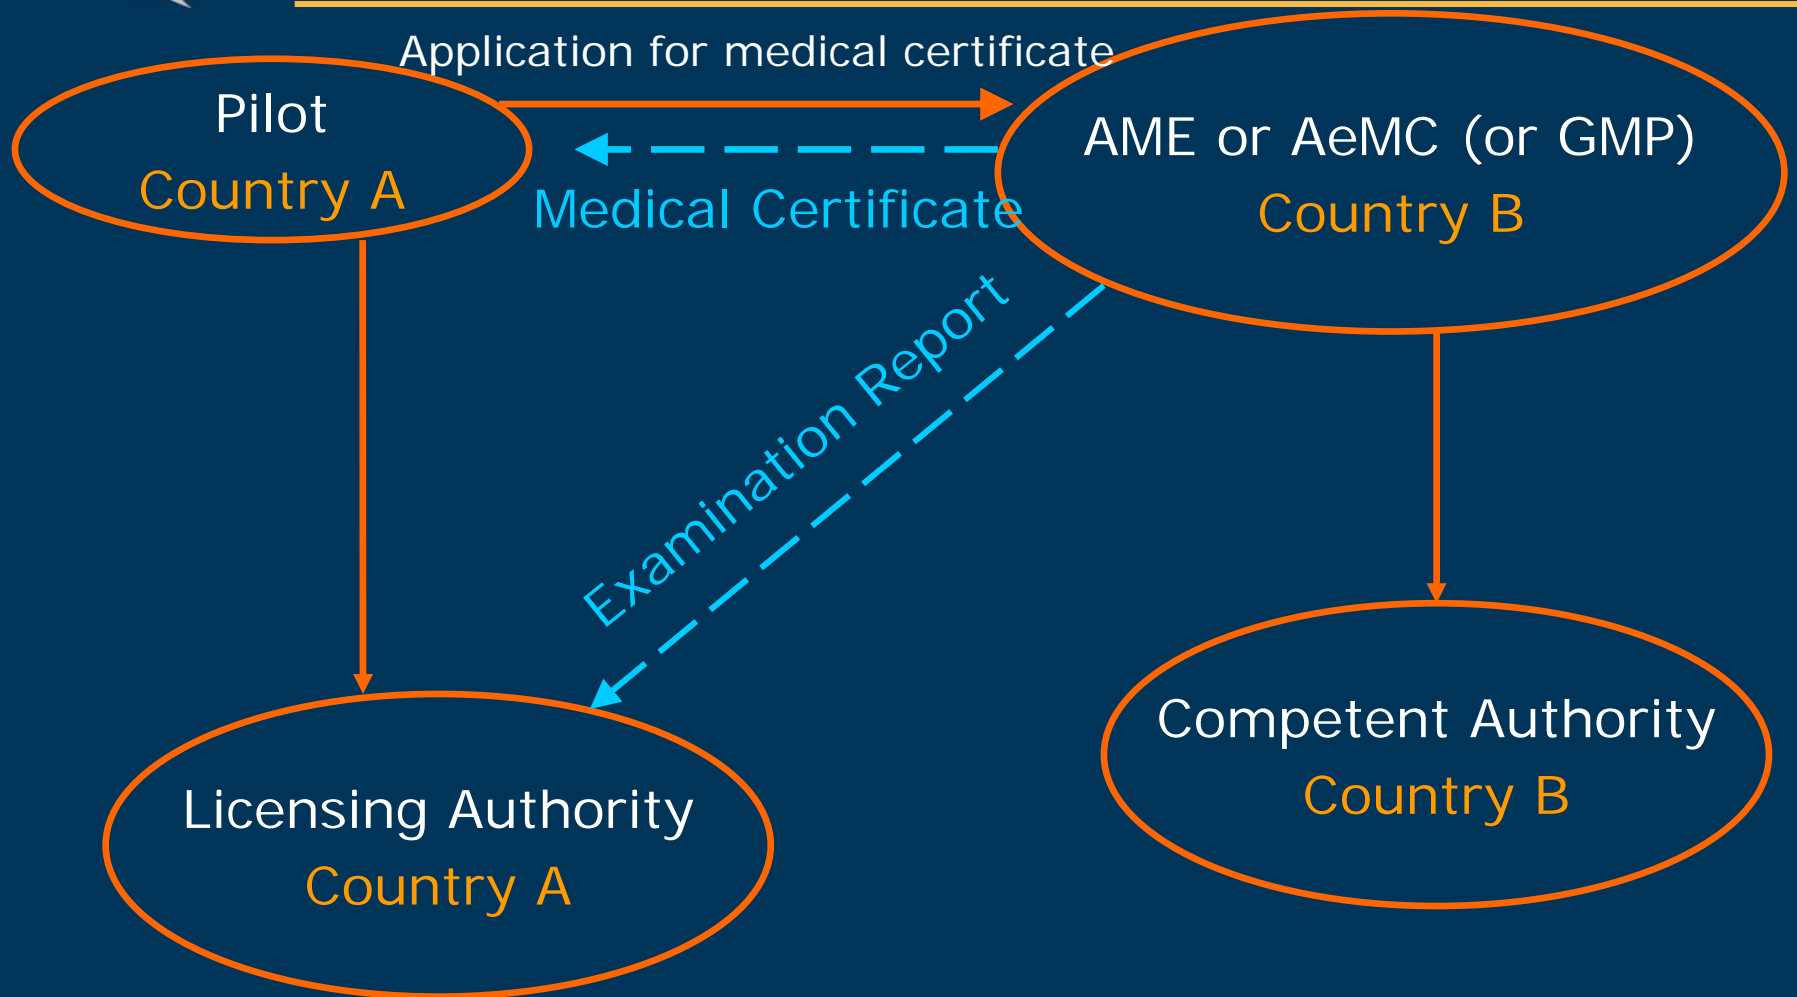 Application for medical certificate
Pilot
Country A
AME or AeMC (or GMP)
Country B
Medical Certificate
Examination Report
Competent Authority
Country B
Licensing Authority
Country A